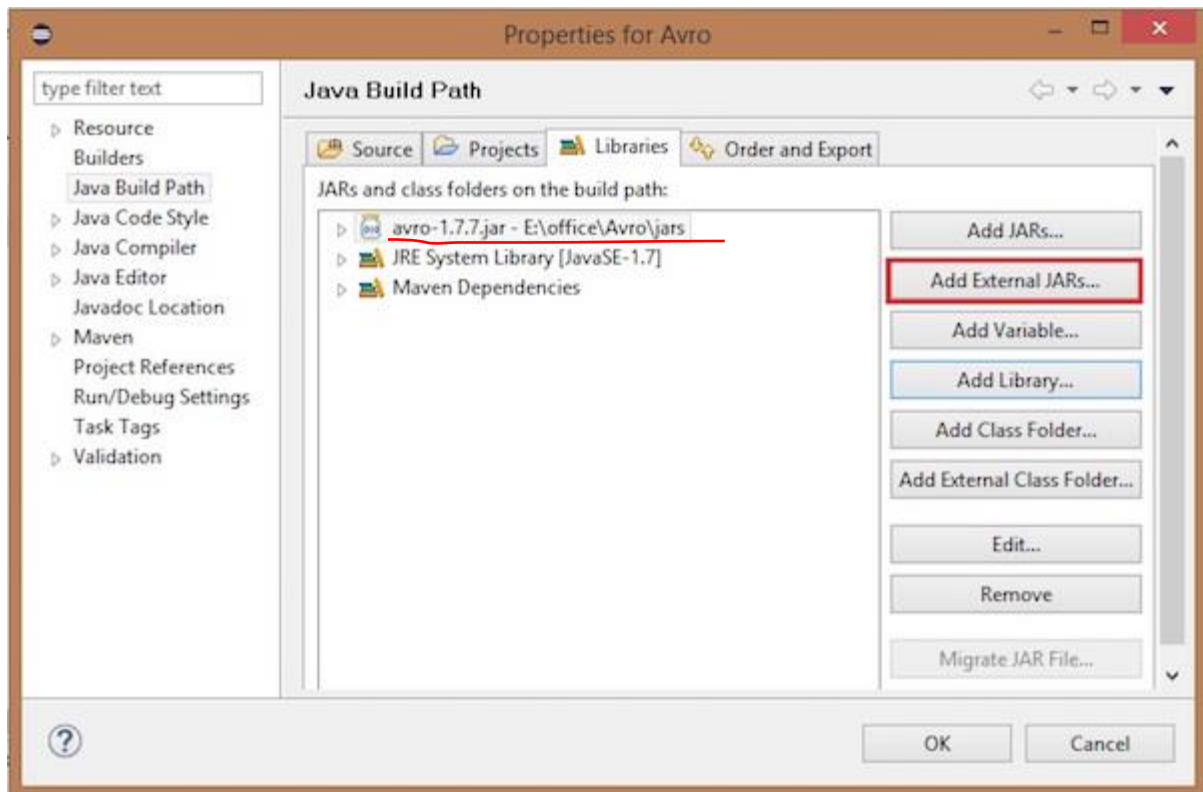 Properties for Avro
type filter text
Resource
Builders
Java Build Path
Java Code Style
Java Compiler
Java Editor
Javadoc Location
Maven
Project References
Run/Debug Settings
Task Tags
Validation
Java Build Path
Source Projects Libraries Order and Export
JARs and class folders on the build path:
avro-1.7.7.jar - E:\office\Avro\jars
JRE System Library [JavaSE-1.7]
Maven Dependencies
Add JARs...
Add External JARs...
Add Variable...
Add Library...
Add Class Folder...
Add External Class Folder...
Edit...
Remove
Migrate JAR File...
?
OK Cancel